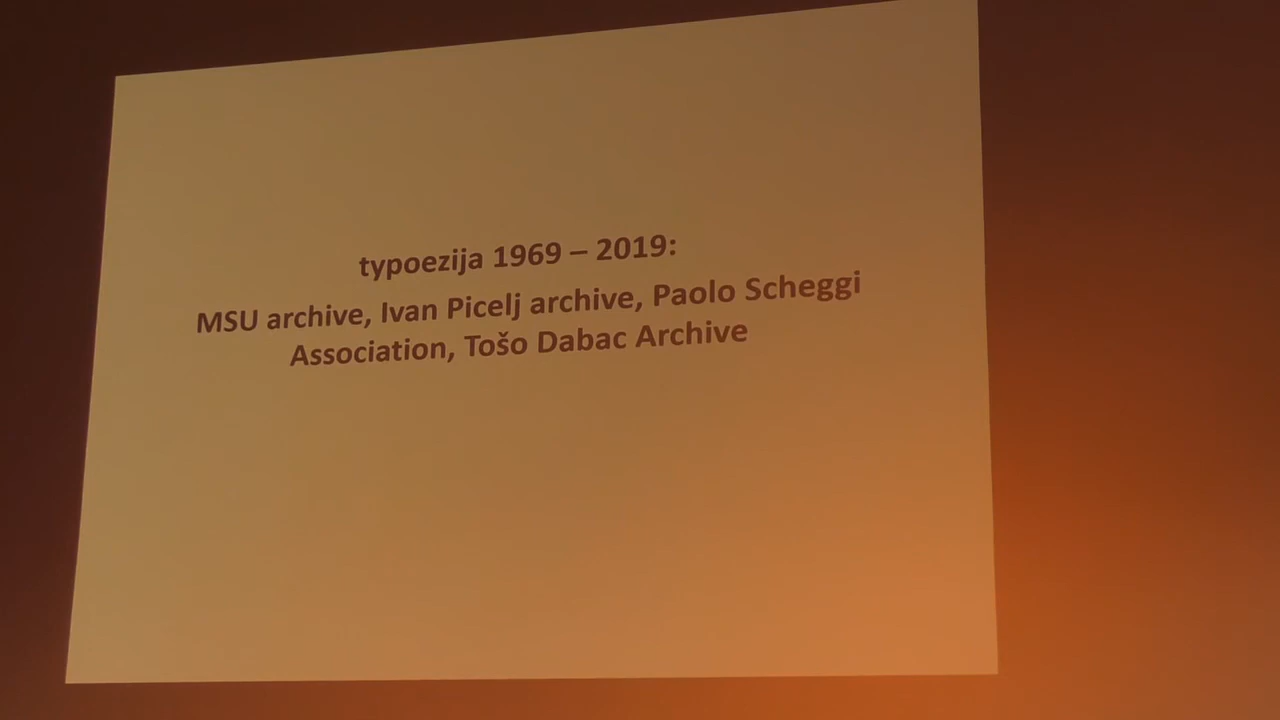 typoezija 1969 – 2019:
MSU archive, Ivan Picelj archive, Paolo Scheggi
Association, Tošo Dabac Archive